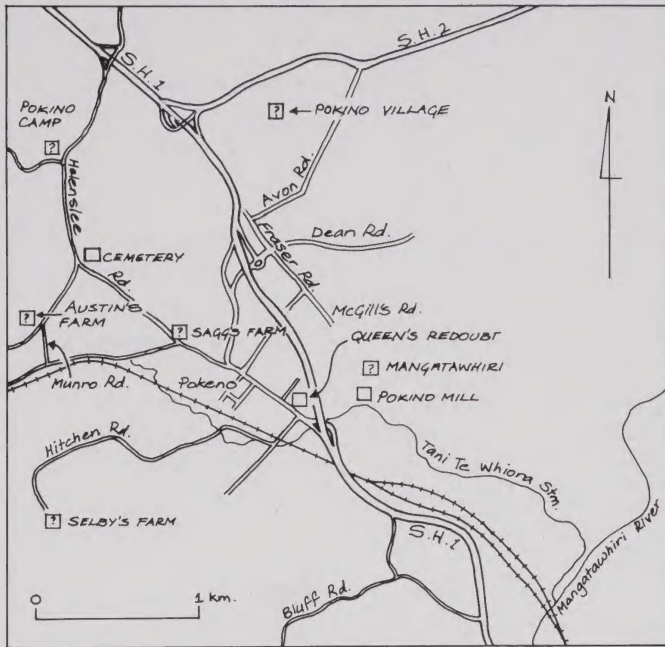 S.H.1
S.H.2
N
POKINO
CAMP
?
? ← POKINO VILLAGE
Helenslee
Rd.
Avon Rd.
Fraser Rd.
Dean Rd.
CEMETERY
McGill's Rd.
?
AUSTIN'S
FARM
? SAGG'S FARM
QUEEN'S REDOUBT
? MANGATAWHIRI
POKINO MILL
Munro Rd.
Pokeno
Hitchen Rd.
Tani Te Whiora Stm.
? SELBY'S FARM
S.H.1
Mangatawhiri River
0 1 km.
Bluff Rd.